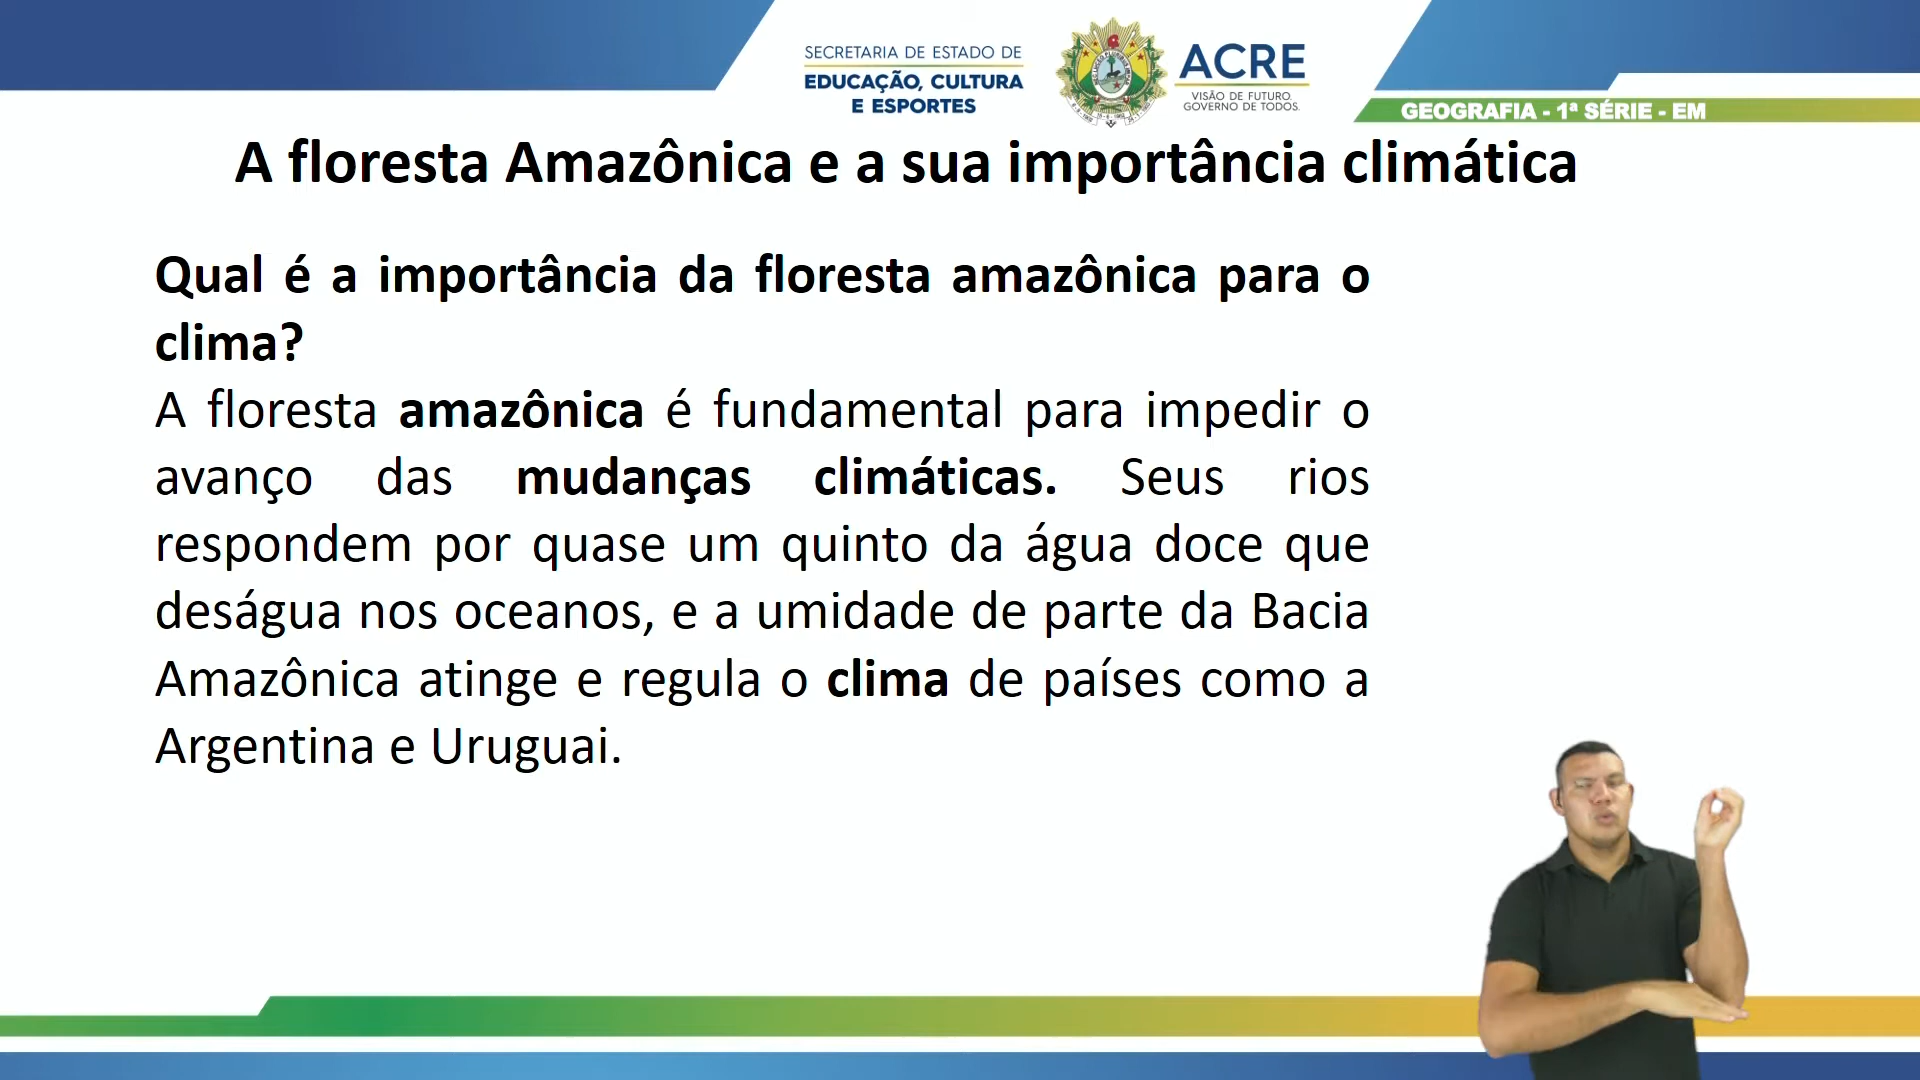 SECRETARIA DE ESTADO DE
EDUCAÇÃO, CULTURA
E ESPORTES
ACRE
VISÃO DE FUTURO.
GOVERNO DE TODOS.
GEOGRAFIA - 1ª SÉRIE - EM
A floresta Amazônica e a sua importância climática
Qual é a importância da floresta amazônica para o
clima?
A floresta amazônica é fundamental para impedir o
avanço das mudanças climáticas. Seus rios
respondem por quase um quinto da água doce que
deságua nos oceanos, e a umidade de parte da Bacia
Amazônica atinge e regula o clima de países como a
Argentina e Uruguai.